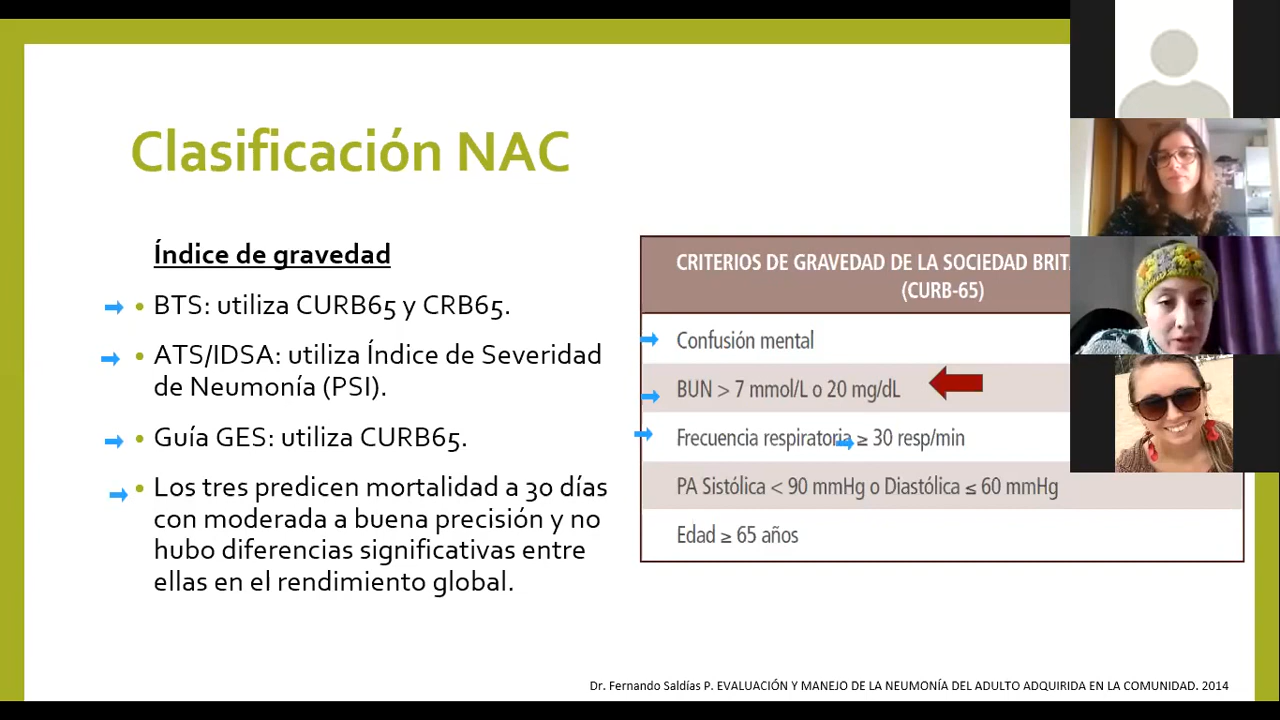 Clasificación NAC
Índice de gravedad
• BTS: utiliza CURB65 y CRB65.
• ATS/IDSA: utiliza Índice de Severidad
de Neumonía (PSI).
• Guía GES: utiliza CURB65.
• Los tres predicen mortalidad a 30 días
con moderada a buena precisión y no
hubo diferencias significativas entre
ellas en el rendimiento global.
CRITERIOS DE GRAVEDAD DE LA SOCIEDAD
(CURB-65)
Confusión mental
BUN > 7 mmol/L o 20 mg/dL
Frecuencia respiratoria ≥ 30 resp/min
PA Sistólica < 90 mmHg o Diastólica ≤ 60 mmHg
Edad ≥ 65 años
Dr. Fernando Saldías P. EVALUACIÓN Y MANEJO DE LA NEUMONÍA DEL ADULTO ADQUIRIDA EN LA COMUNIDAD. 2014